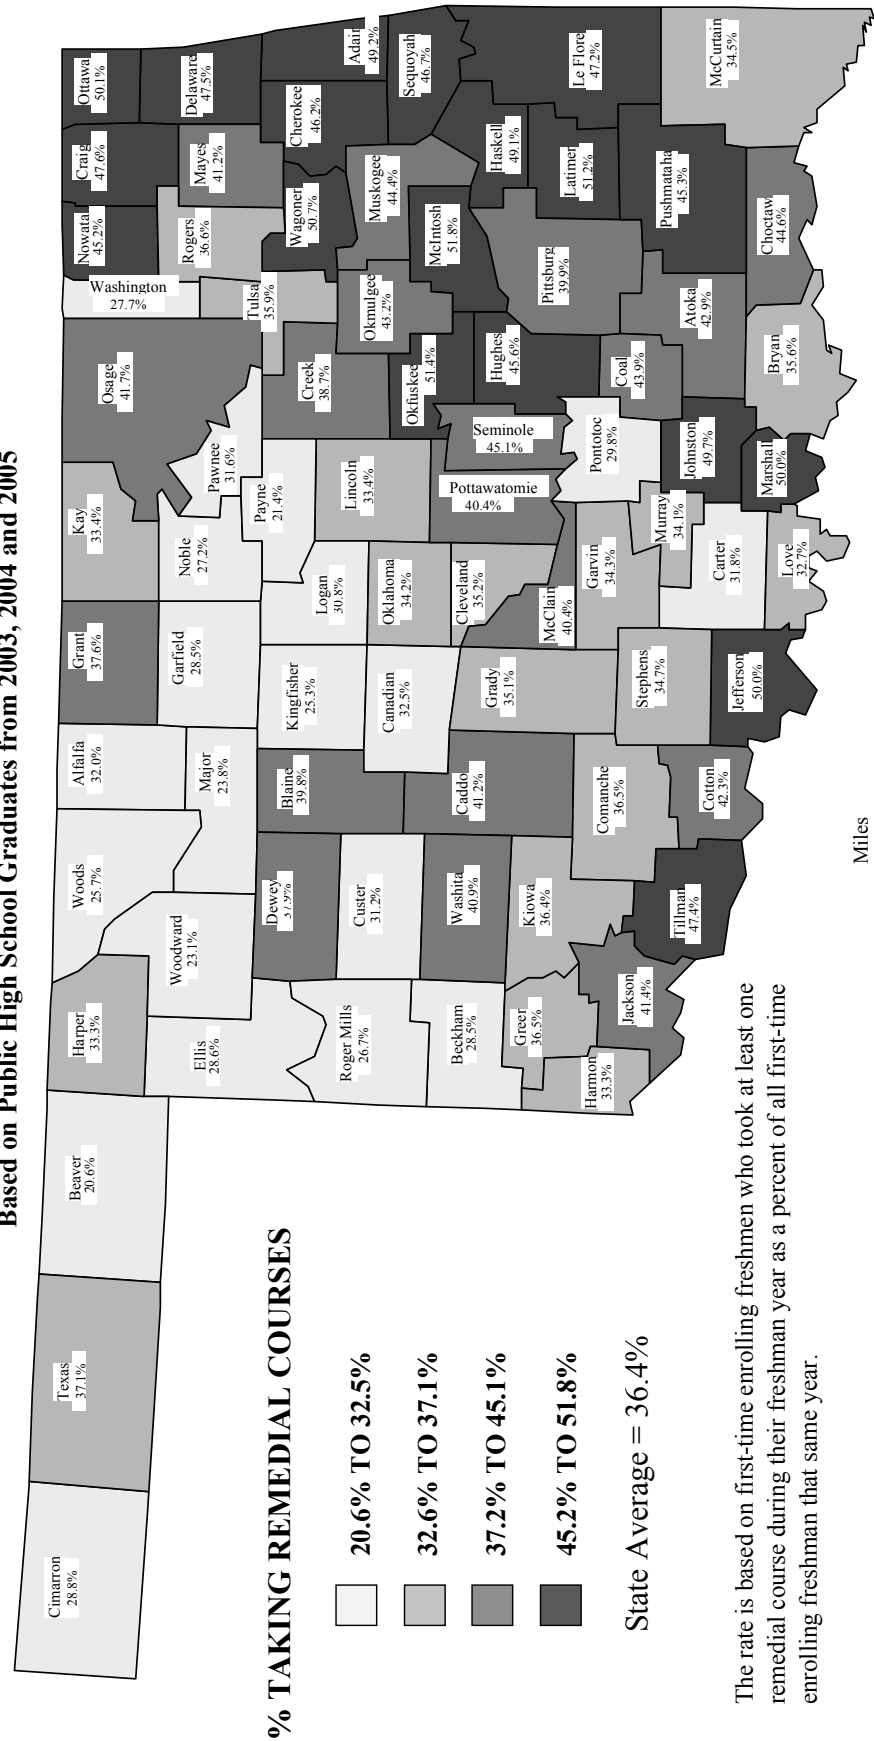 Based on Public High School Graduates from 2003, 2004 and 2005
Cimarron
28.8%
Texas
37.1%
Beaver
20.6%
Harper
33.3%
Woods
25.7%
Alfalfa
32.0%
Grant
37.6%
Kay
33.4%
Osage
41.7%
Washington
27.7%
Nowata
45.2%
Craig
47.6%
Ottawa
50.1%
Ellis
28.6%
Woodward
23.1%
Major
23.8%
Garfield
28.5%
Noble
27.2%
Pawnee
31.6%
Rogers
36.6%
Mayes
41.2%
Delaware
47.5%
Payne
21.4%
Tulsa
35.9%
Wagoner
50.7%
Cherokee
46.2%
Adair
49.2%
Roger Mills
26.7%
Dewey
37.9%
Blaine
39.8%
Kingfisher
25.3%
Logan
30.8%
Lincoln
33.4%
Creek
38.7%
Okmulgee
43.2%
Muskogee
44.4%
Sequoyah
46.7%
Custer
31.2%
Canadian
32.5%
Oklahoma
34.2%
Okfuskee
51.4%
McIntosh
51.8%
Haskell
49.1%
Beckham
28.5%
Washita
40.9%
Caddo
41.2%
Grady
35.1%
Cleveland
35.2%
Pottawatomie
40.4%
Seminole
45.1%
Hughes
45.6%
Pittsburg
39.9%
Latimer
51.2%
Le Flore
47.2%
Greer
36.5%
Kiowa
36.4%
McClain
40.4%
Garvin
34.3%
Pontotoc
29.8%
Coal
43.9%
Harmon
33.3%
Jackson
41.4%
Comanche
36.5%
Stephens
34.7%
Murray
34.1%
Johnston
49.7%
Atoka
42.9%
Pushmataha
45.3%
McCurtain
34.5%
Tillman
47.4%
Cotton
42.3%
Jefferson
50.0%
Carter
31.8%
Love
32.7%
Marshall
50.0%
Bryan
35.6%
Choctaw
44.6%
% TAKING REMEDIAL COURSES
20.6% TO 32.5%
32.6% TO 37.1%
37.2% TO 45.1%
45.2% TO 51.8%
State Average = 36.4%
The rate is based on first-time enrolling freshmen who took at least one
remedial course during their freshman year as a percent of all first-time
enrolling freshman that same year.
Miles